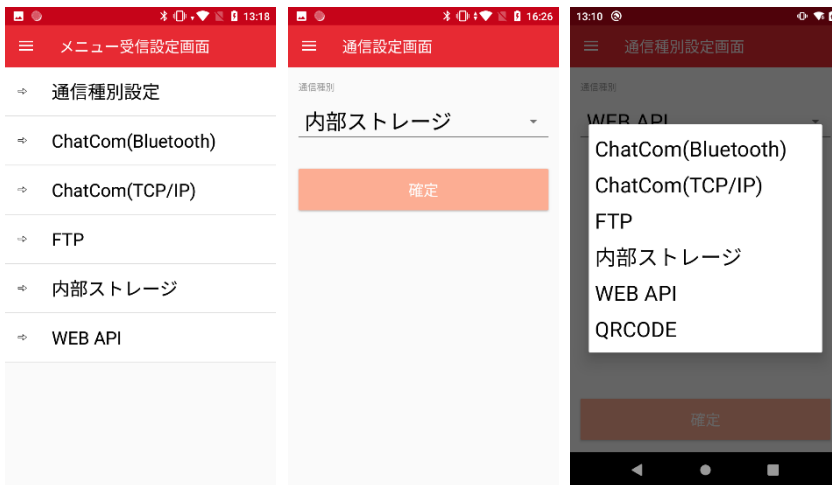 13:18
メニュー受信設定画面
通信種別設定
ChatCom(Bluetooth)
ChatCom(TCP/IP)
FTP
内部ストレージ
WEB API
16:26
通信設定画面
通信種別
内部ストレージ
確定
13:10
通信種別設定画面
通信種別
WEB API
ChatCom(Bluetooth)
ChatCom(TCP/IP)
FTP
内部ストレージ
WEB API
QRCODE
確定